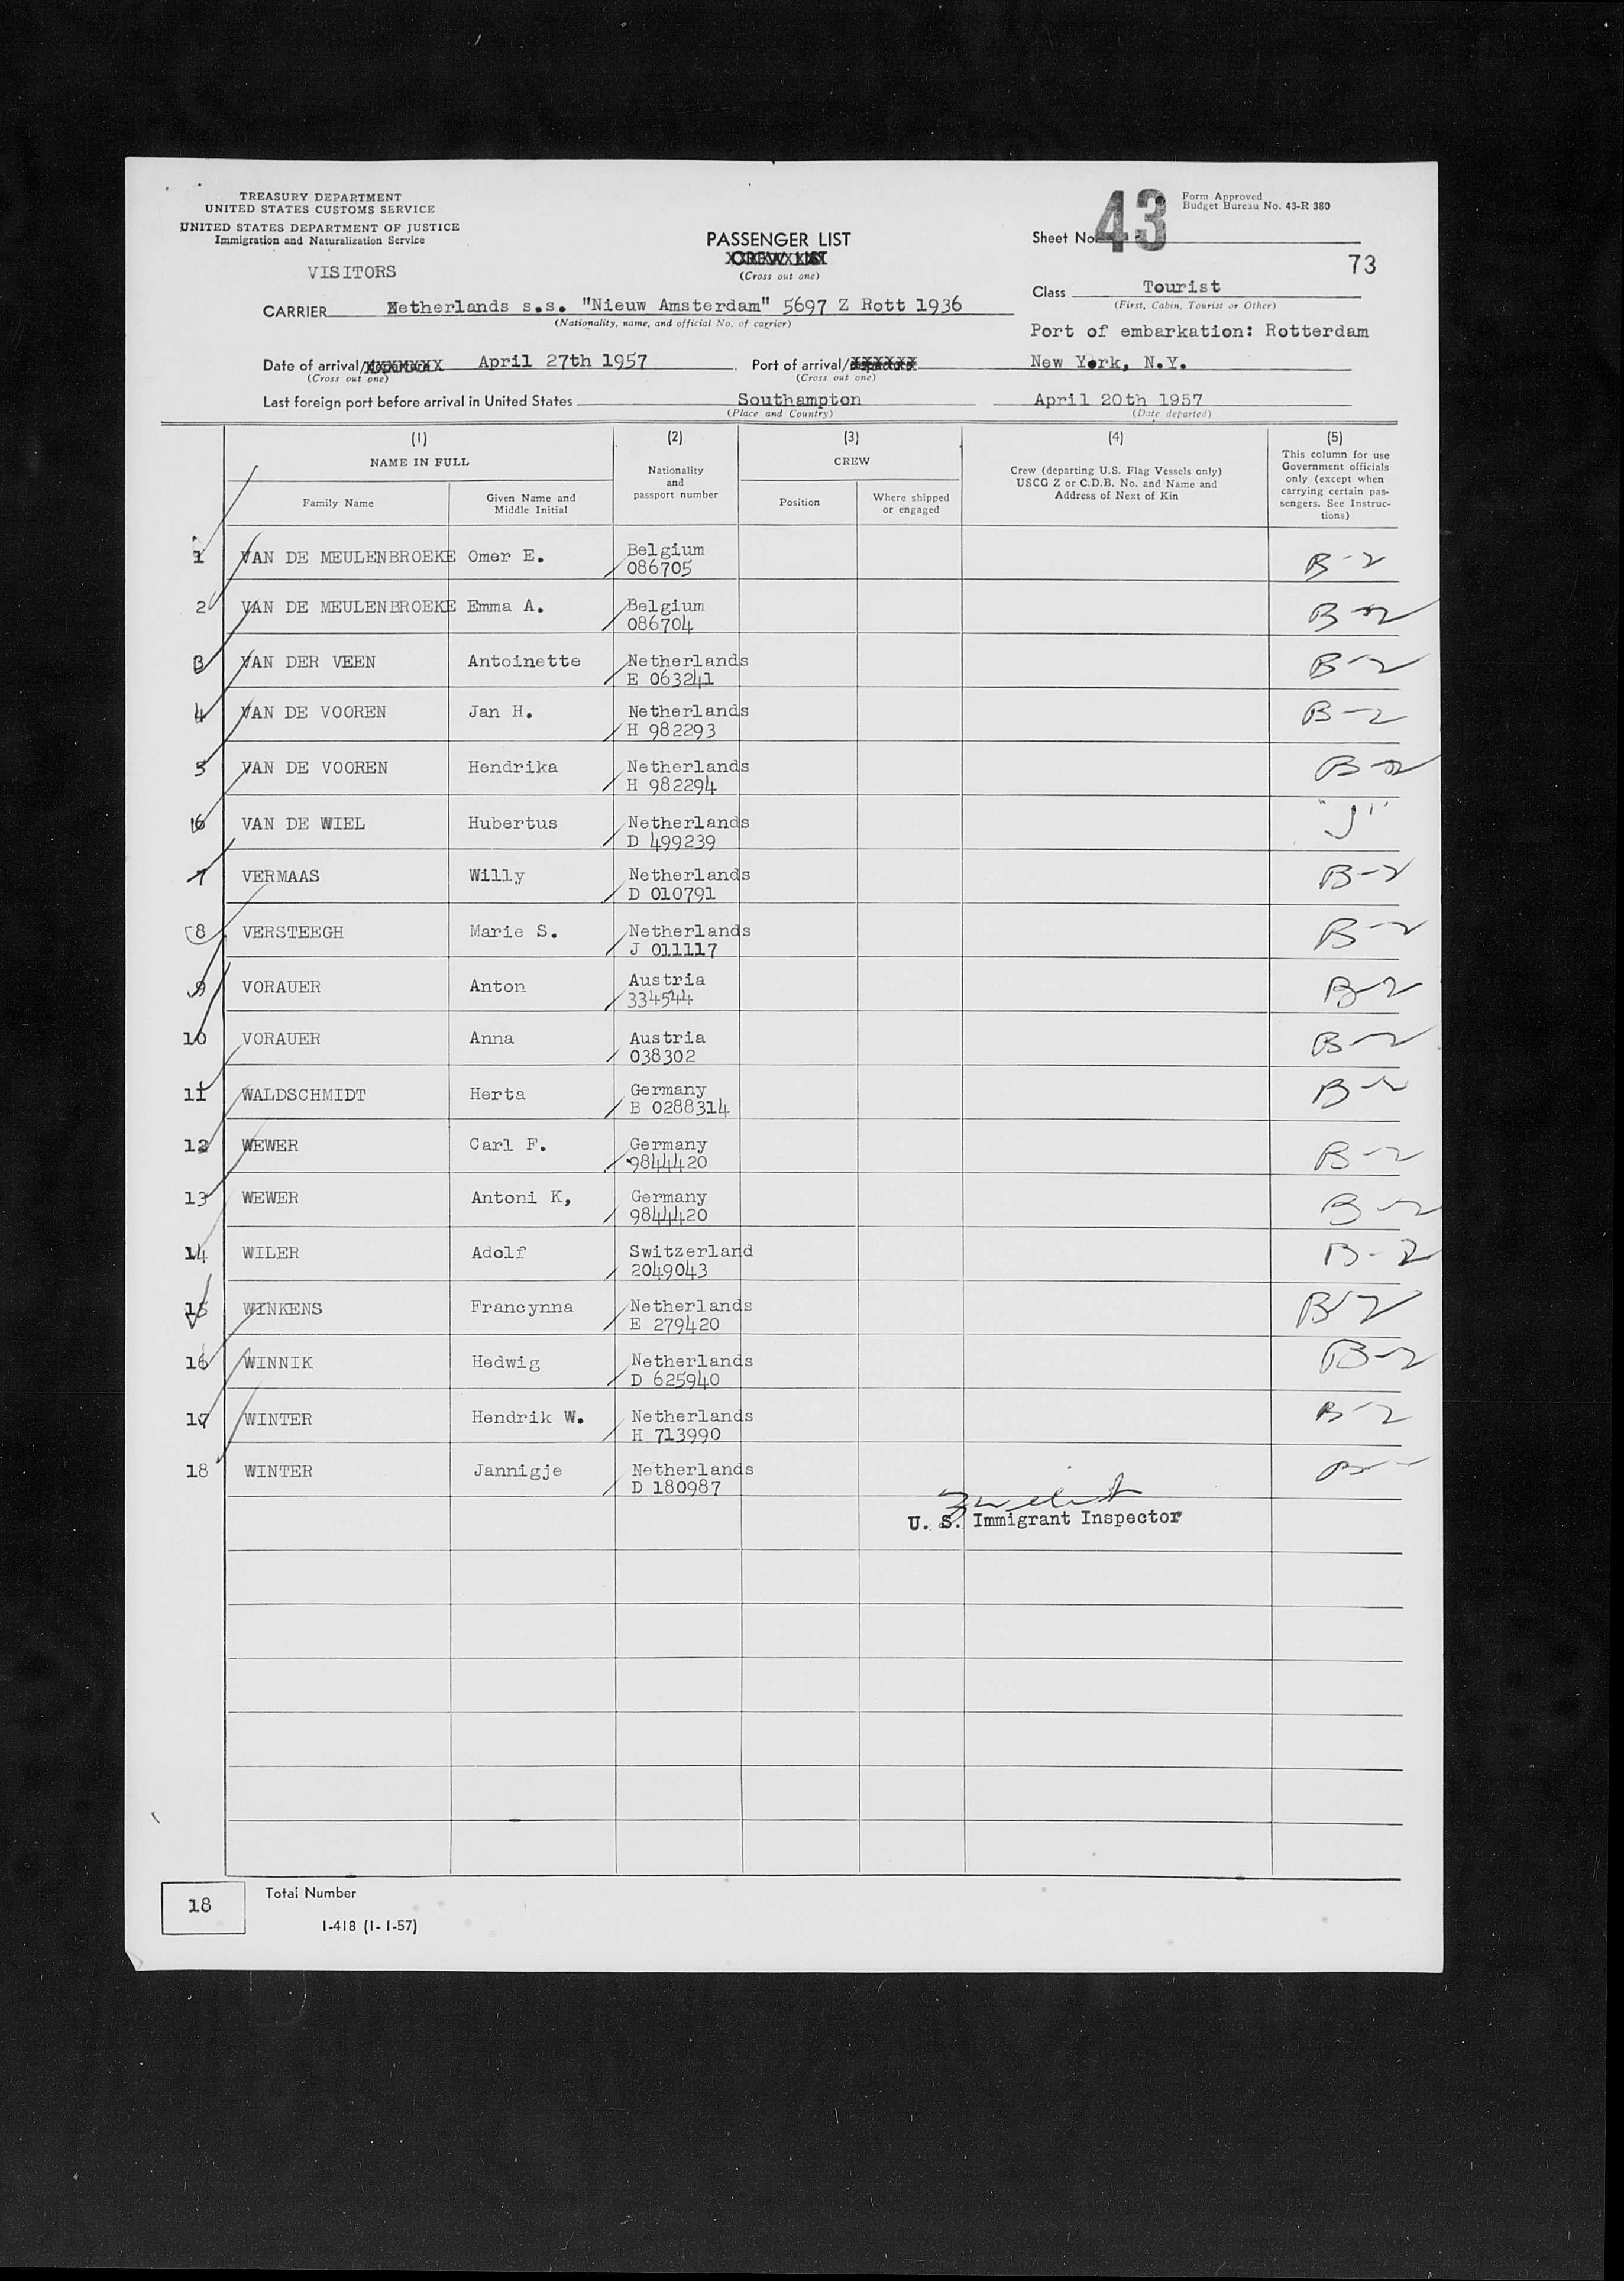 TREASURY DEPARTMENT
UNITED STATES CUSTOMS SERVICE
UNITED STATES DEPARTMENT OF JUSTICE
Immigration and Naturalization Service
VISITORS
PASSENGER LIST
CREW LIST
(Cross out one)
Form Approved
Budget Bureau No. 43-R 380
Sheet No. 43
73
Class Tourist
(First, Cabin, Tourist or Other)
CARRIER Netherlands s.s. "Nieuw Amsterdam" 5697 Z Rott 1936
(Nationality, name, and official No. of carrier)
Port of embarkation: Rotterdam
Date of arrival/ April 27th 1957 Port of arrival/ New York, N.Y.
(Cross out one) (Cross out one)
Last foreign port before arrival in United States Southampton April 20th 1957
(Place and Country) (Date departed)
(1) (2) (3) (4) (5)
NAME IN FULL
Family Name
Given Name and
Middle Initial
Nationality
and
passport number
CREW
Position
Where shipped
or engaged
Crew (departing U.S. Flag Vessels only)
USCG Z or C.D.B. No. and Name and
Address of Next of Kin
This column for use
Government officials
only (except when
carrying certain pas-
sengers. See Instruc-
tions)
1 VAN DE MEULENBROEKE Omer E. Belgium B-2
086705
2 VAN DE MEULENBROEKE Emma A. Belgium B-2
086704
3 VAN DER VEEN Antoinette Netherlands B-2
E 063241
4 VAN DE VOOREN Jan H. Netherlands B-2
H 982293
5 VAN DE VOOREN Hendrika Netherlands B-2
H 982294
6 VAN DE WIEL Hubertus Netherlands "J"
D 499239
7 VERMAAS Willy Netherlands B-2
D 010791
8 VERSTEEGH Marie S. Netherlands B-2
J 011117
9 VORAUER Anton Austria B-2
334544
10 VORAUER Anna Austria B-2
038302
11 WALDSCHMIDT Herta Germany B-2
B 0288314
12 WEWER Carl F. Germany B-2
9844420
13 WEWER Antoni K, Germany B-2
9844420
14 WILER Adolf Switzerland B-2
2049043
15 WINKENS Francynna Netherlands B-2
E 279420
16 WINNIK Hedwig Netherlands B-2
D 625940
17 WINTER Hendrik W. Netherlands B-2
H 713990
18 WINTER Jannigje Netherlands
D 180987
U. S. Immigrant Inspector
18 Total Number
I-418 (1-1-57)